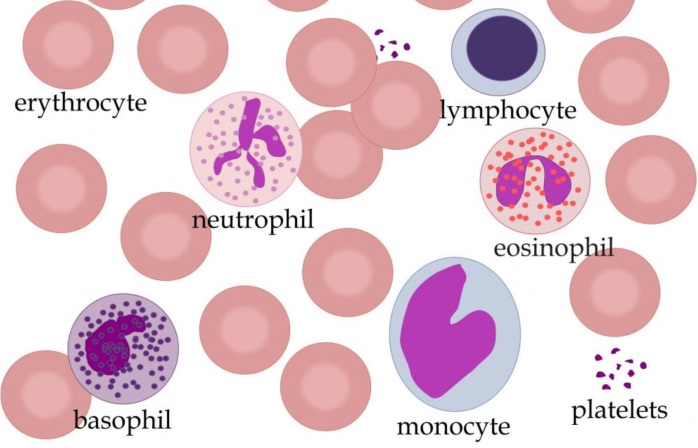 erythrocyte
lymphocyte
neutrophil
eosinophil
basophil
monocyte
platelets